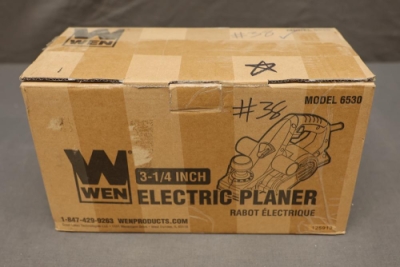 WEN
#38
#38
MODEL 6530
WEN
3-1/4 INCH
ELECTRIC PLANER
RABOT ÉLECTRIQUE
1-847-429-9263 WENPRODUCTS.COM